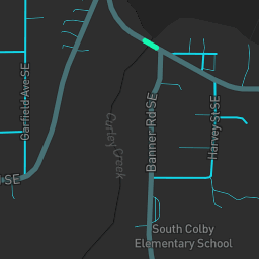 Garfield Ave SE
Curley Creek
Banner Rd SE
Harvey St SE
SE
South Colby
Elementary School